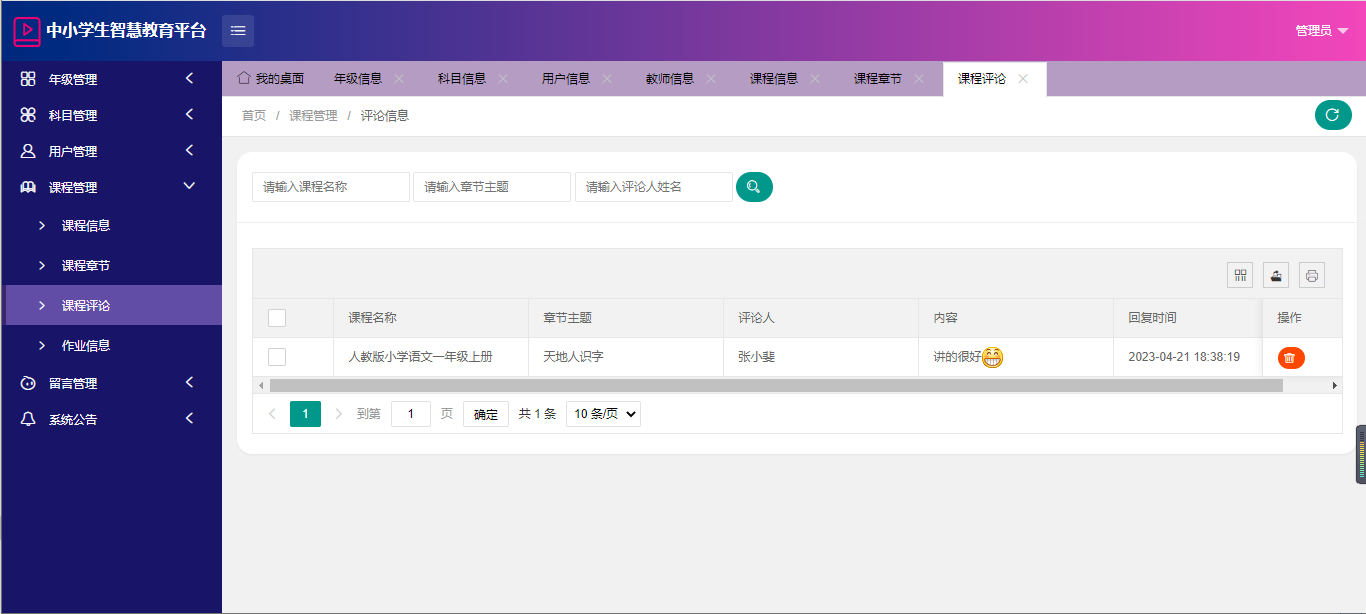 中小学生智慧教育平台
管理员
年级管理
科目管理
用户管理
课程管理
课程信息
课程章节
课程评论
作业信息
留言管理
系统公告
我的桌面 年级信息 科目信息 用户信息 教师信息 课程信息 课程章节 课程评论
首页 / 课程管理 / 评论信息
请输入课程名称 请输入章节主题 请输入评论人姓名
课程名称 章节主题 评论人 内容 回复时间 操作
人教版小学语文一年级上册 天地人识字 张小斐 讲的很好 2023-04-21 18:38:19
1 到第 1 页 确定 共 1 条 10 条/页